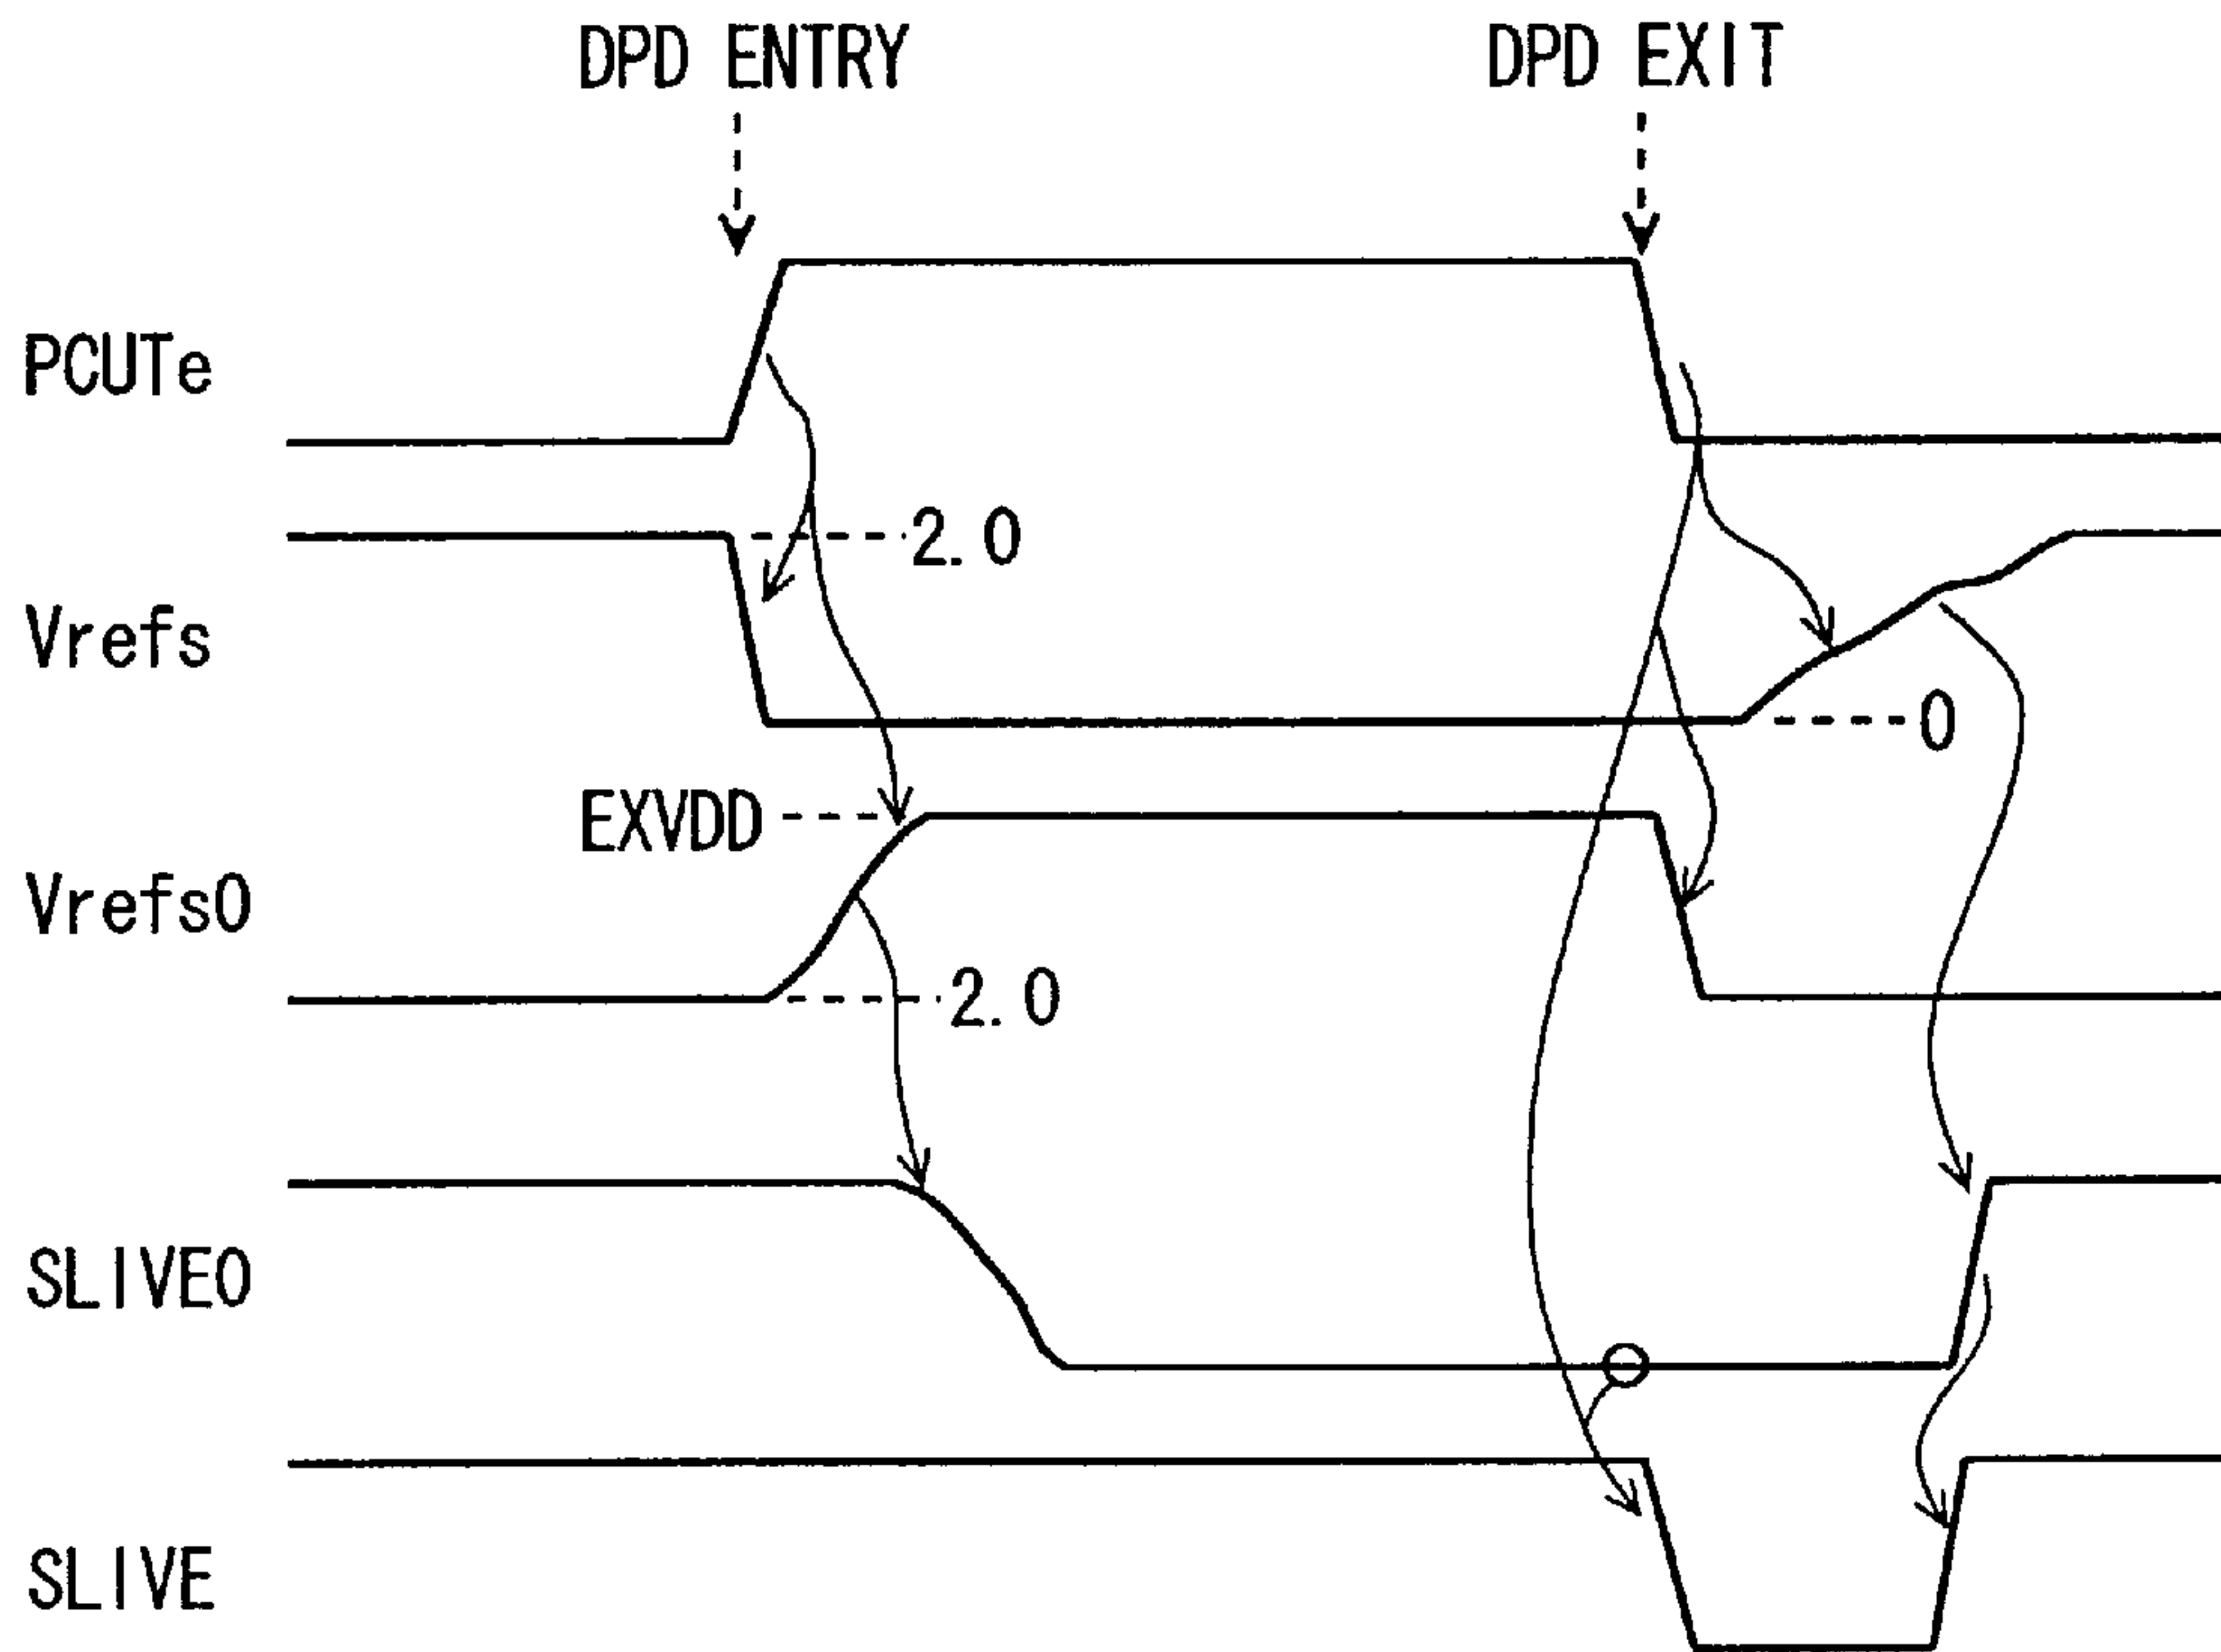 DPD ENTRY DPD EXIT
PCUTe
2.0
Vrefs
0
EXVDD
Vrefs0
2.0
SLIVE0
SLIVE